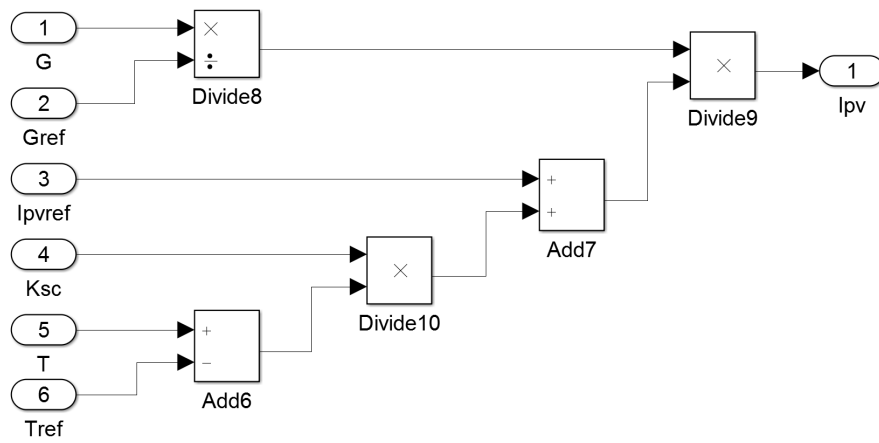 1
G
2
Gref
3
Ipvref
4
Ksc
5
T
6
Tref
×
÷
Divide8
+
−
Add6
×
Divide10
+
+
Add7
×
Divide9
1
Ipv